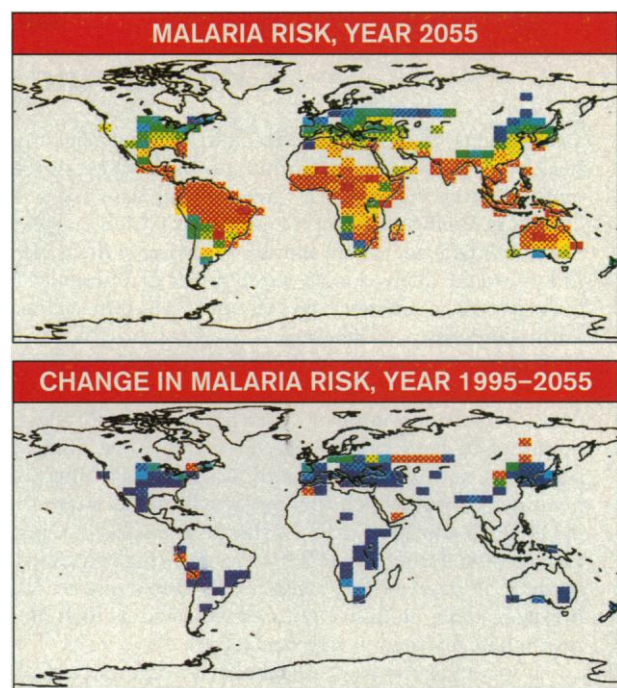 MALARIA RISK, YEAR 2055
CHANGE IN MALARIA RISK, YEAR 1995–2055